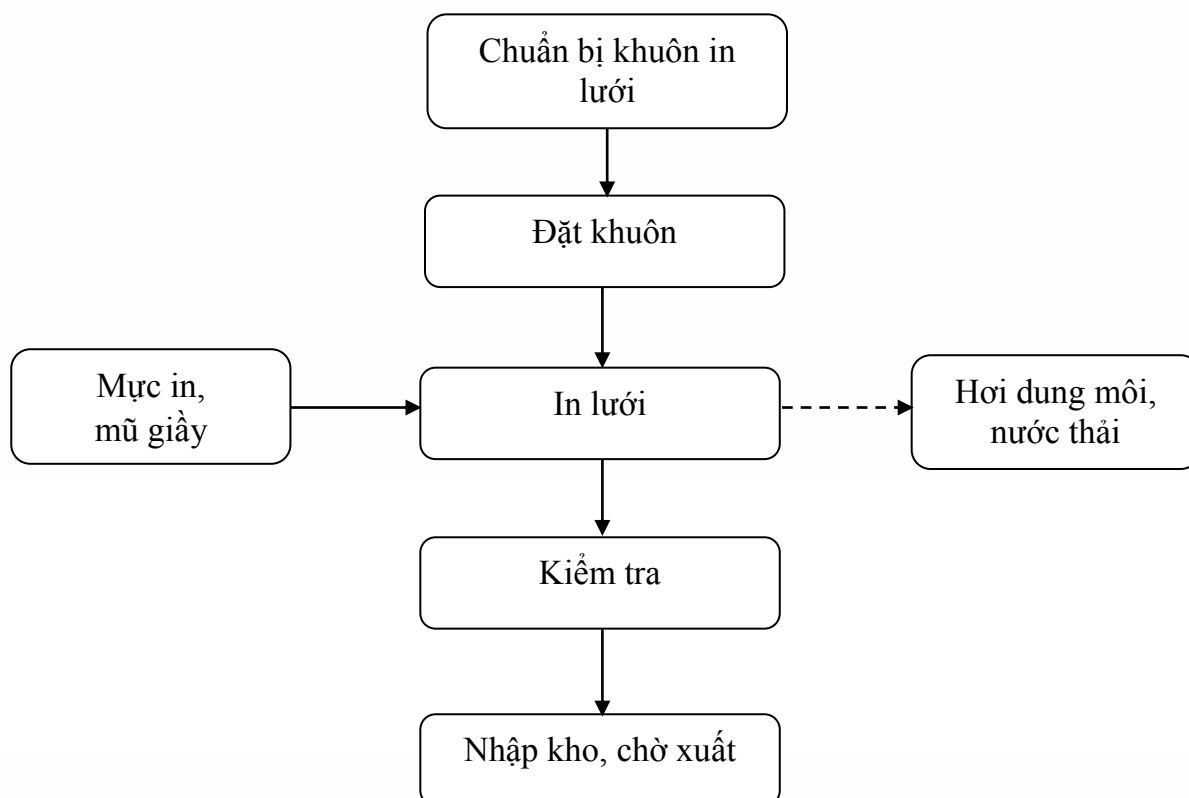 Chuẩn bị khuôn in
lưới
Đặt khuôn
Mực in,
mũ giầy
In lưới
Hơi dung môi,
nước thải
Kiểm tra
Nhập kho, chờ xuất